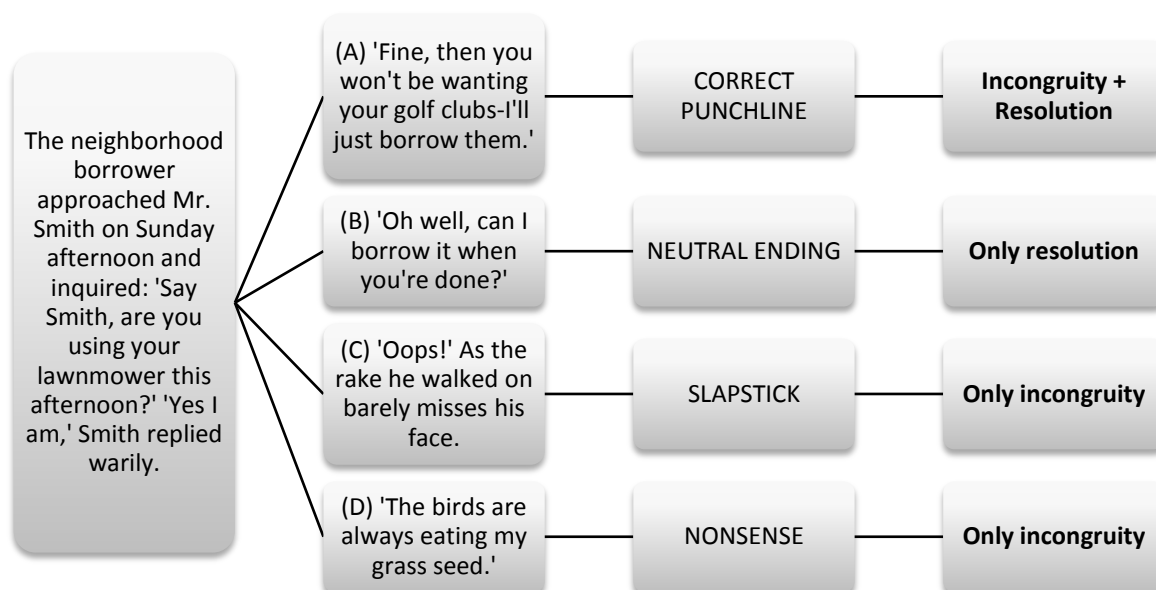 The neighborhood
borrower
approached Mr.
Smith on Sunday
afternoon and
inquired: 'Say
Smith, are you
using your
lawnmower this
afternoon?' 'Yes I
am,' Smith replied
warily.
(A) 'Fine, then you
won't be wanting
your golf clubs-I'll
just borrow them.'
CORRECT
PUNCHLINE
Incongruity +
Resolution
(B) 'Oh well, can I
borrow it when
you're done?'
NEUTRAL ENDING
Only resolution
(C) 'Oops!' As the
rake he walked on
barely misses his
face.
SLAPSTICK
Only incongruity
(D) 'The birds are
always eating my
grass seed.'
NONSENSE
Only incongruity